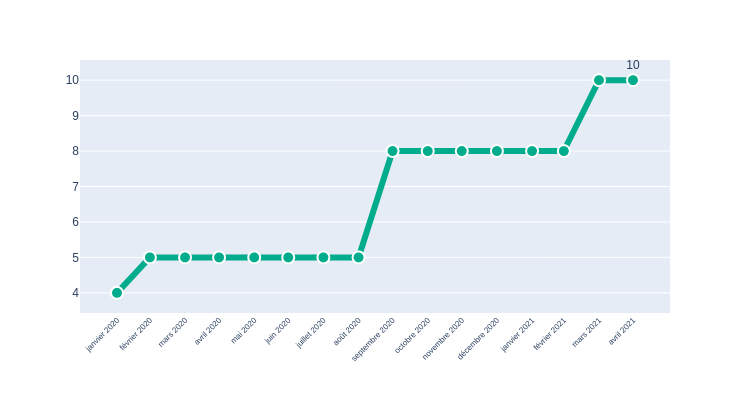 10
10
9
8
7
6
5
4
janvier 2020
février 2020
mars 2020
avril 2020
mai 2020
juin 2020
juillet 2020
août 2020
septembre 2020
octobre 2020
novembre 2020
décembre 2020
janvier 2021
février 2021
mars 2021
avril 2021